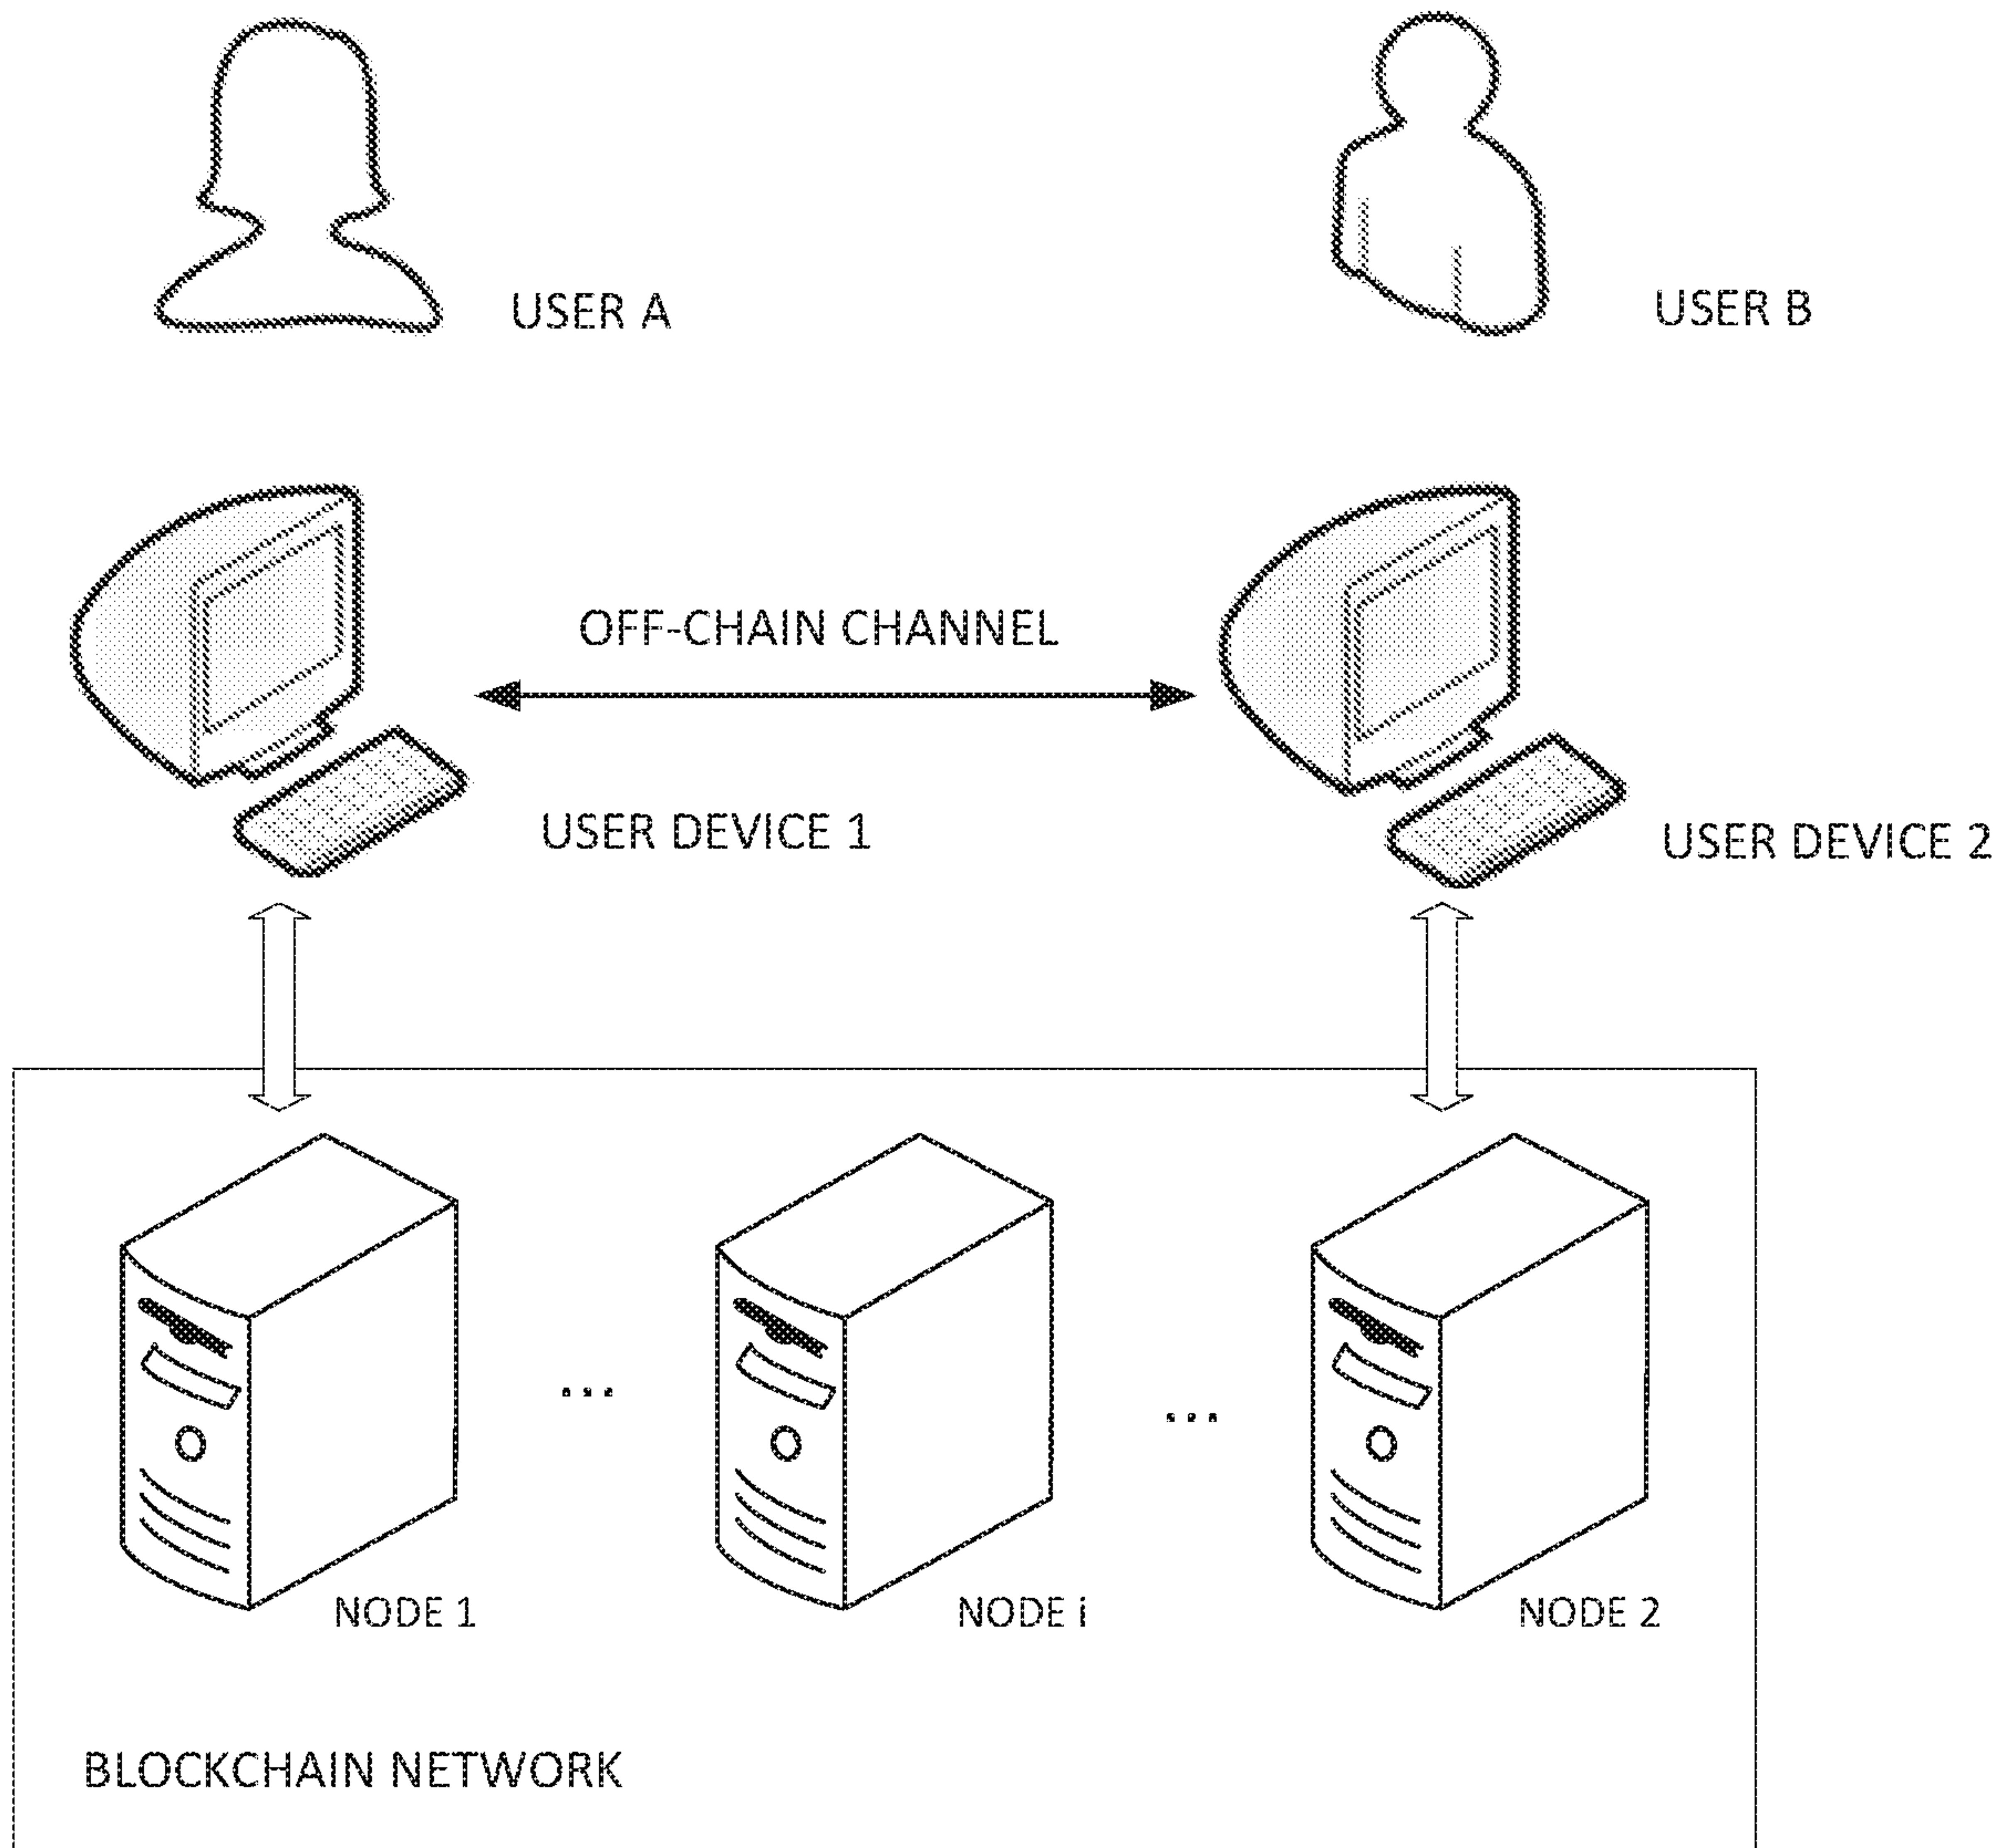 USER A
USER B
OFF-CHAIN CHANNEL
USER DEVICE 1
USER DEVICE 2
...
...
NODE 1
NODE i
NODE 2
BLOCKCHAIN NETWORK